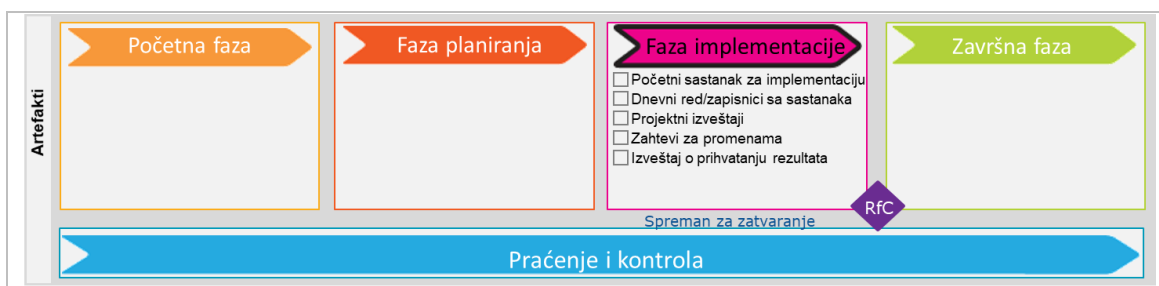 Artefakti
Početna faza
Faza planiranja
Faza implementacije
Završna faza
Početni sastanak za implementaciju
Dnevni red/zapisnici sa sastanaka
Projektni izveštaji
Zahtevi za promenama
Izveštaj o prihvatanju rezultata
RfC
Spreman za zatvaranje
Praćenje i kontrola